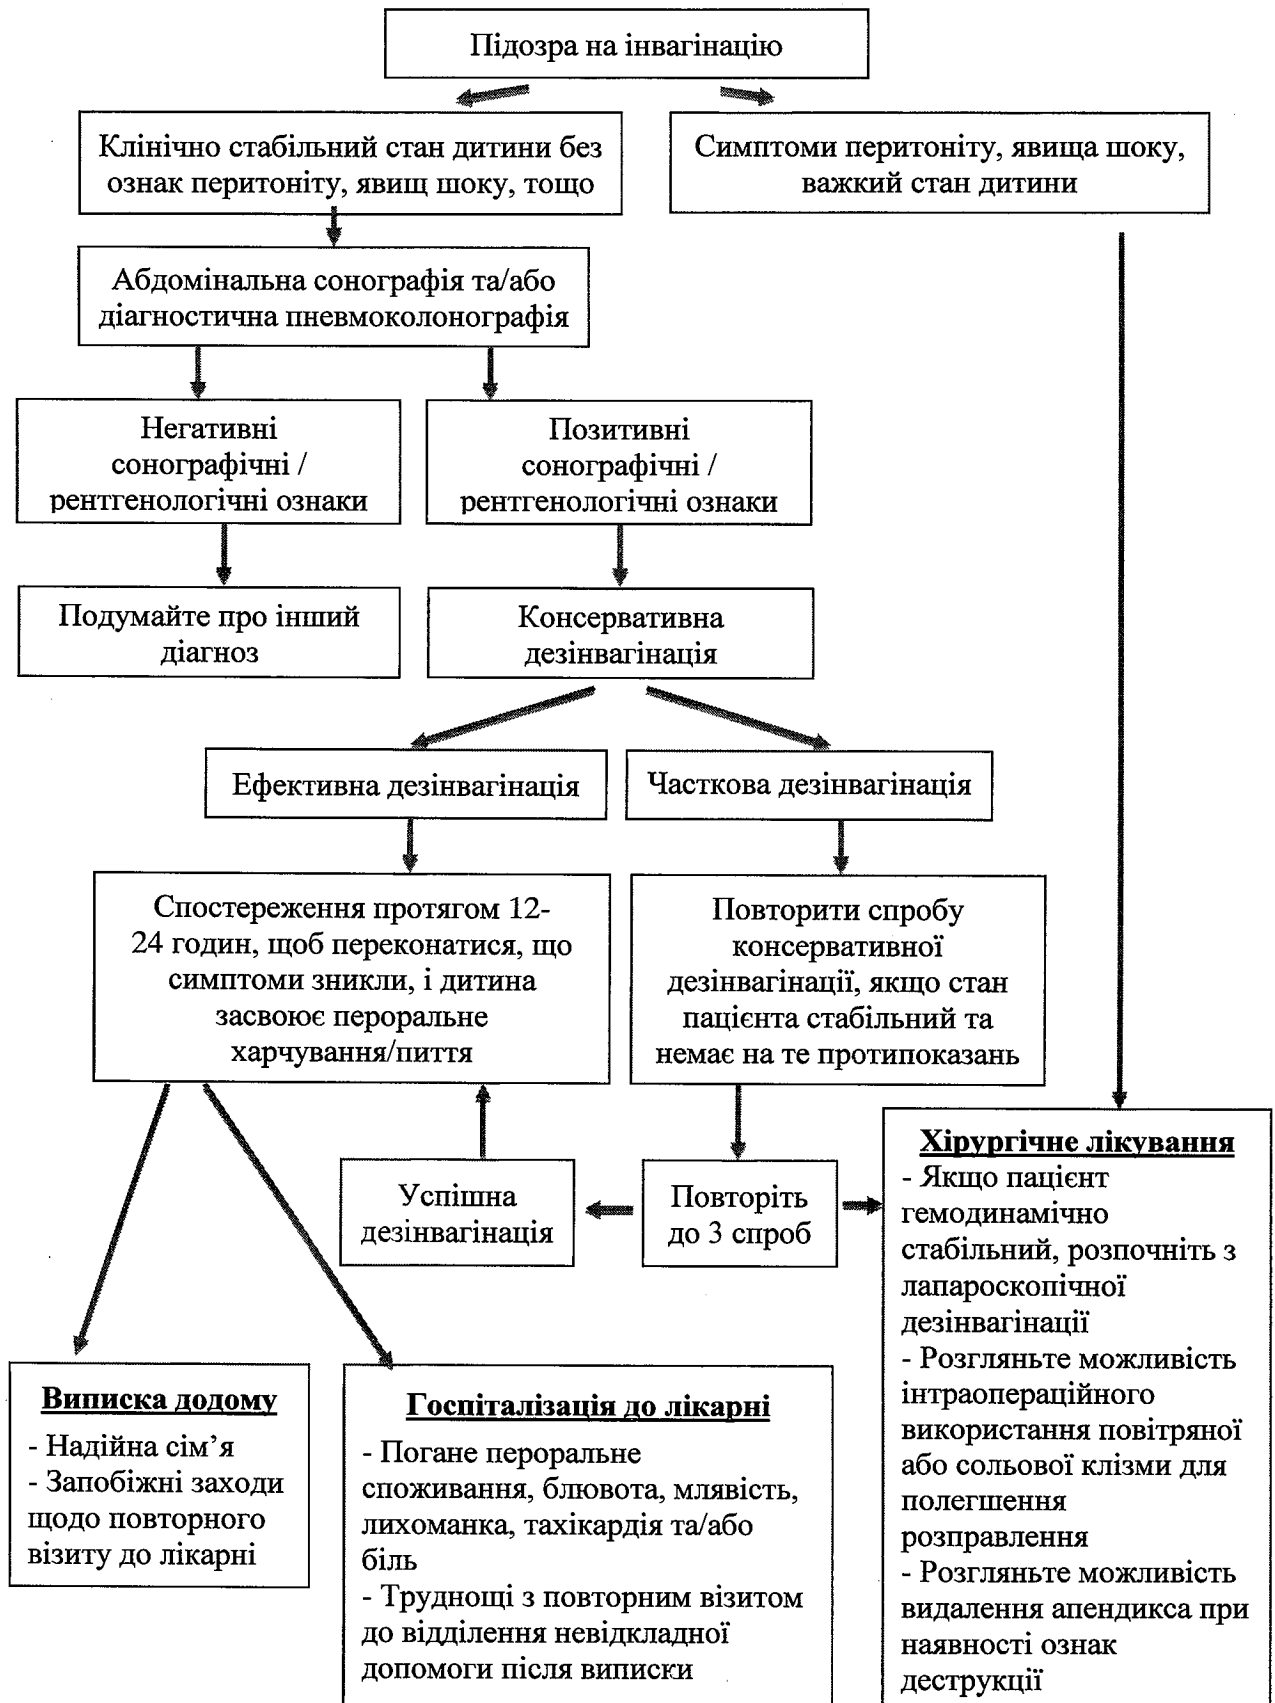 Підозра на інвагінацію
Клінічно стабільний стан дитини без
ознак перитоніту, явищ шоку, тощо
Симптоми перитоніту, явища шоку,
важкий стан дитини
Абдомінальна сонографія та/або
діагностична пневмоколонографія
Негативні
сонографічні /
рентгенологічні ознаки
Позитивні
сонографічні /
рентгенологічні ознаки
Подумайте про інший
діагноз
Консервативна
дезінвагінація
Ефективна дезінвагінація
Часткова дезінвагінація
Спостереження протягом 12-
24 годин, щоб переконатися, що
симптоми зникли, і дитина
засвоює пероральне
харчування/пиття
Повторити спробу
консервативної
дезінвагінації, якщо стан
пацієнта стабільний та
немає на те протипоказань
Успішна
дезінвагінація
Повторіть
до 3 спроб
Хірургічне лікування
- Якщо пацієнт
гемодинамічно
стабільний, розпочніть з
лапароскопічної
дезінвагінації
- Розгляньте можливість
інтраопераційного
використання повітряної
або сольової клізми для
полегшення
розправлення
- Розгляньте можливість
видалення апендикса при
наявності ознак
деструкції
Виписка додому
- Надійна сім’я
- Запобіжні заходи
щодо повторного
візиту до лікарні
Госпіталізація до лікарні
- Погане пероральне
споживання, блювота, млявість,
лихоманка, тахікардія та/або
біль
- Труднощі з повторним візитом
до відділення невідкладної
допомоги після виписки